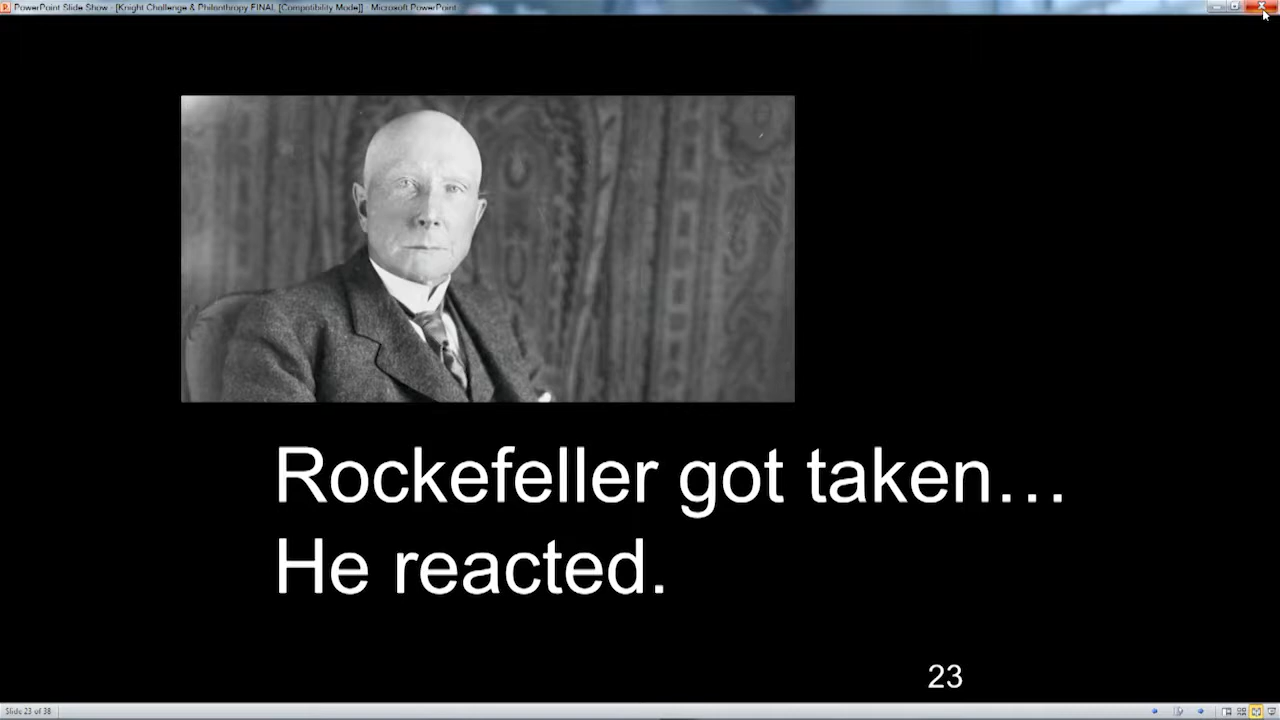 PowerPoint Slide Show - [Knight Challenge & Philanthropy FINAL [Compatibility Mode]] - Microsoft PowerPoint
Rockefeller got taken…
He reacted.
23
Slide 23 of 38